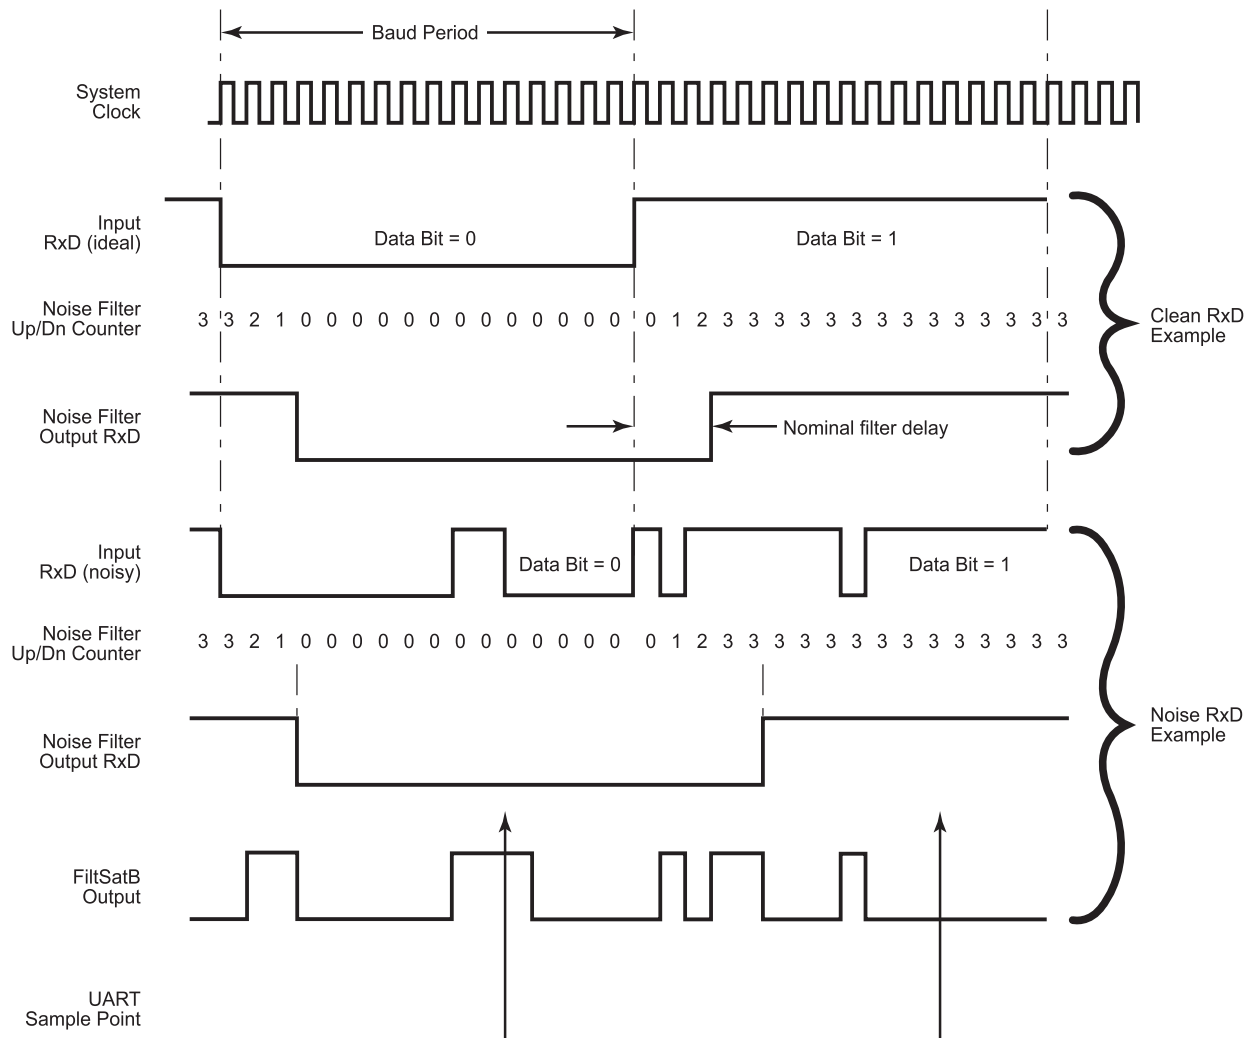 Baud Period
System
Clock
Input
RxD (ideal)
Data Bit = 0
Data Bit = 1
Noise Filter
Up/Dn Counter
3 3 2 1 0 0 0 0 0 0 0 0 0 0 0 0 0 0 1 2 3 3 3 3 3 3 3 3 3 3 3 3 3 3
Clean RxD
Example
Noise Filter
Output RxD
Nominal filter delay
Input
RxD (noisy)
Data Bit = 0
Data Bit = 1
Noise Filter
Up/Dn Counter
3 3 2 1 0 0 0 0 0 0 0 0 0 0 0 0 0 0 1 2 3 3 3 3 3 3 3 3 3 3 3 3 3 3
Noise RxD
Example
Noise Filter
Output RxD
FiltSatB
Output
UART
Sample Point